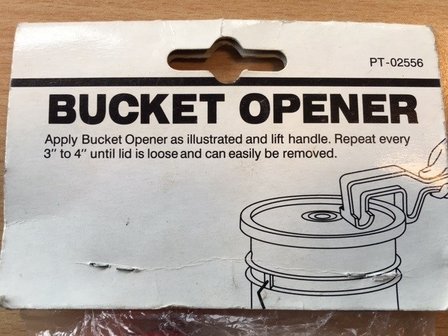 PT-02556
BUCKET OPENER
Apply Bucket Opener as illustrated and lift handle. Repeat every
3" to 4" until lid is loose and can easily be removed.